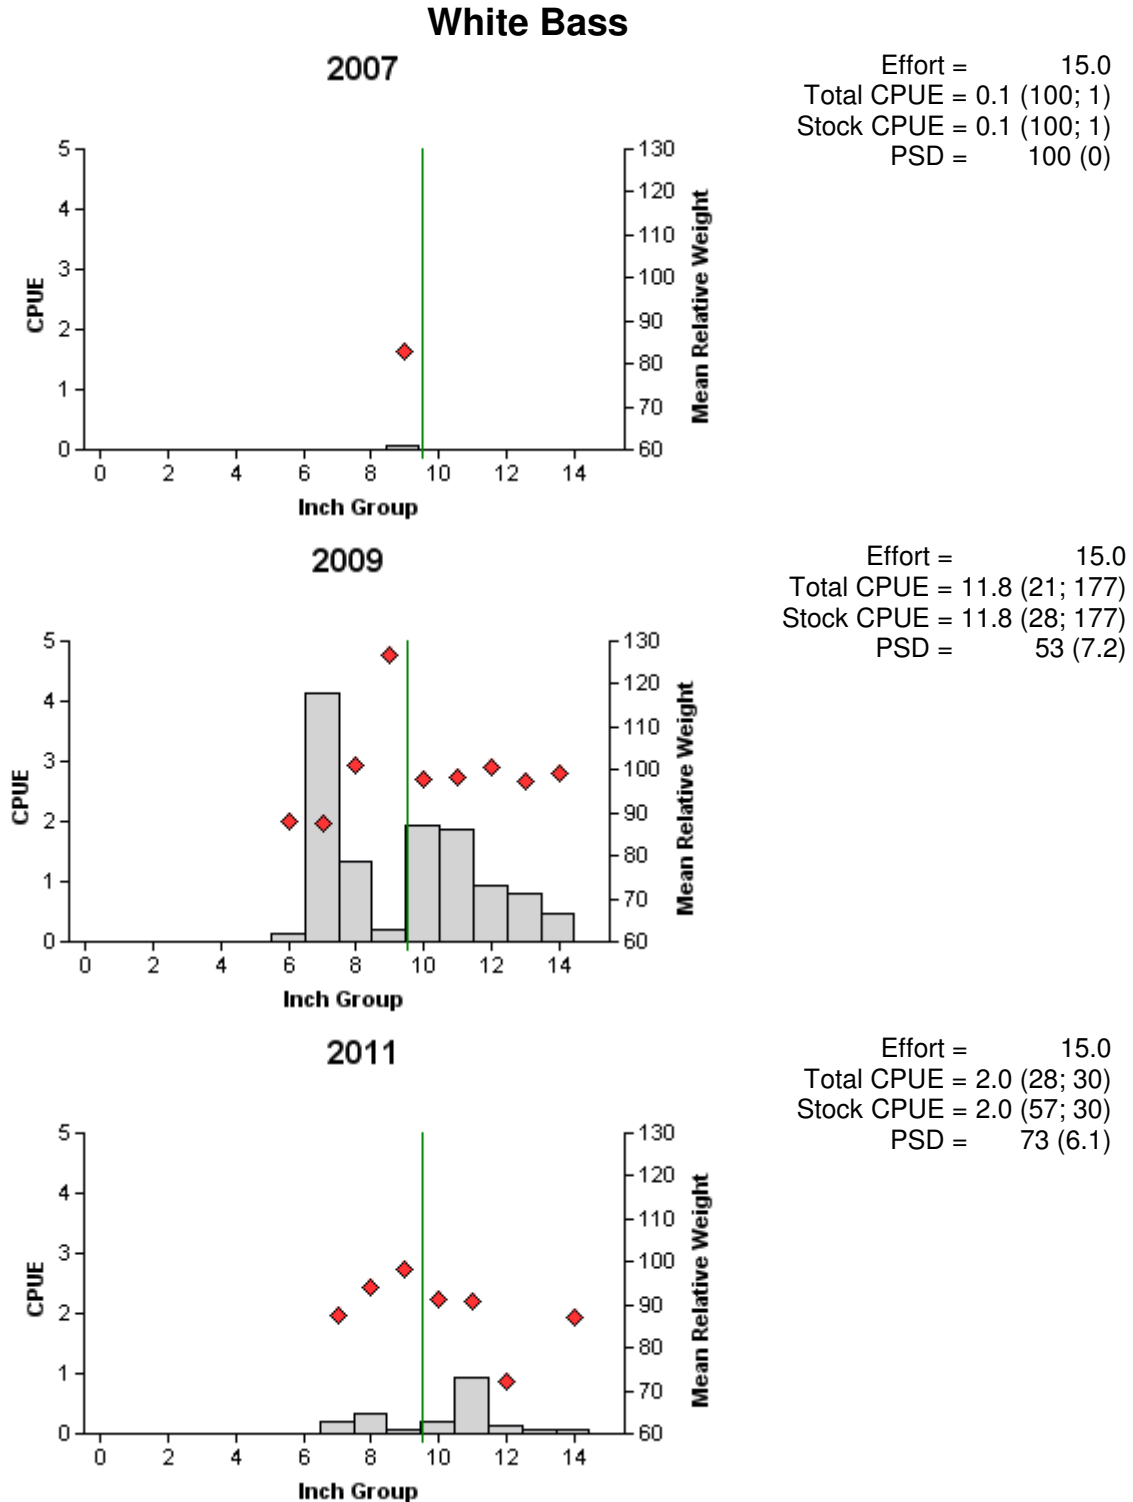 White Bass
2007
Effort = 15.0
Total CPUE = 0.1 (100; 1)
Stock CPUE = 0.1 (100; 1)
PSD = 100 (0)
5
4
3
2
1
0
CPUE
130
120
110
100
90
80
70
60
Mean Relative Weight
0 2 4 6 8 10 12 14
Inch Group
2009
Effort = 15.0
Total CPUE = 11.8 (21; 177)
Stock CPUE = 11.8 (28; 177)
PSD = 53 (7.2)
5
4
3
2
1
0
CPUE
130
120
110
100
90
80
70
60
Mean Relative Weight
0 2 4 6 8 10 12 14
Inch Group
2011
Effort = 15.0
Total CPUE = 2.0 (28; 30)
Stock CPUE = 2.0 (57; 30)
PSD = 73 (6.1)
5
4
3
2
1
0
CPUE
130
120
110
100
90
80
70
60
Mean Relative Weight
0 2 4 6 8 10 12 14
Inch Group